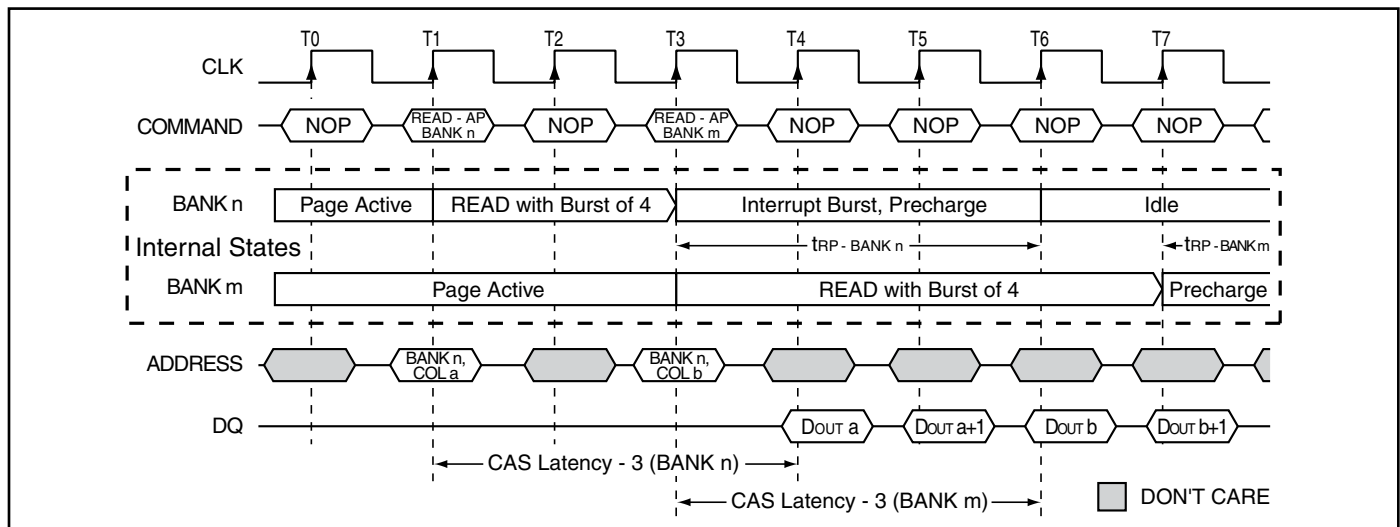 T0 T1 T2 T3 T4 T5 T6 T7
CLK
COMMAND NOP READ - AP BANK n NOP READ - AP BANK m NOP NOP NOP NOP
BANK n Page Active READ with Burst of 4 Interrupt Burst, Precharge Idle
Internal States tRP - BANK n tRP - BANK m
BANK m Page Active READ with Burst of 4 Precharge
ADDRESS BANK n, COL a BANK n, COL b
DQ DOUT a DOUT a+1 DOUT b DOUT b+1
CAS Latency - 3 (BANK n)
CAS Latency - 3 (BANK m) DON'T CARE